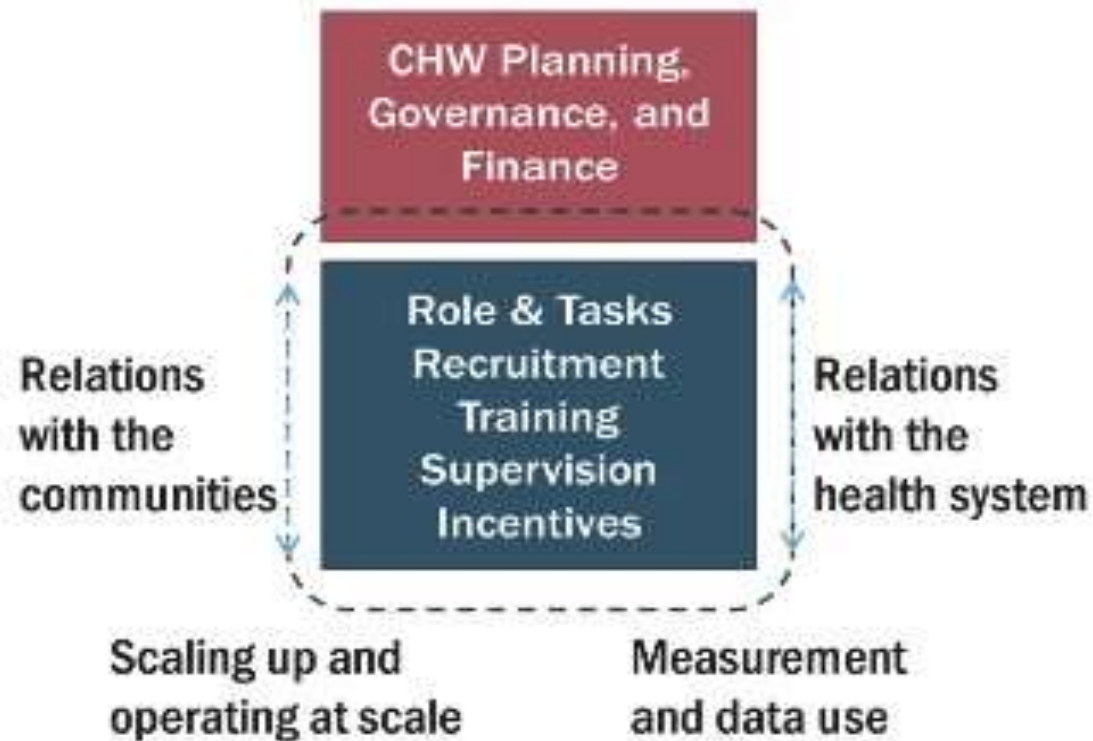 CHW Planning,
Governance, and
Finance
Role & Tasks
Recruitment
Training
Supervision
Incentives
Relations
with the
communities
Relations
with the
health system
Scaling up and
operating at scale
Measurement
and data use